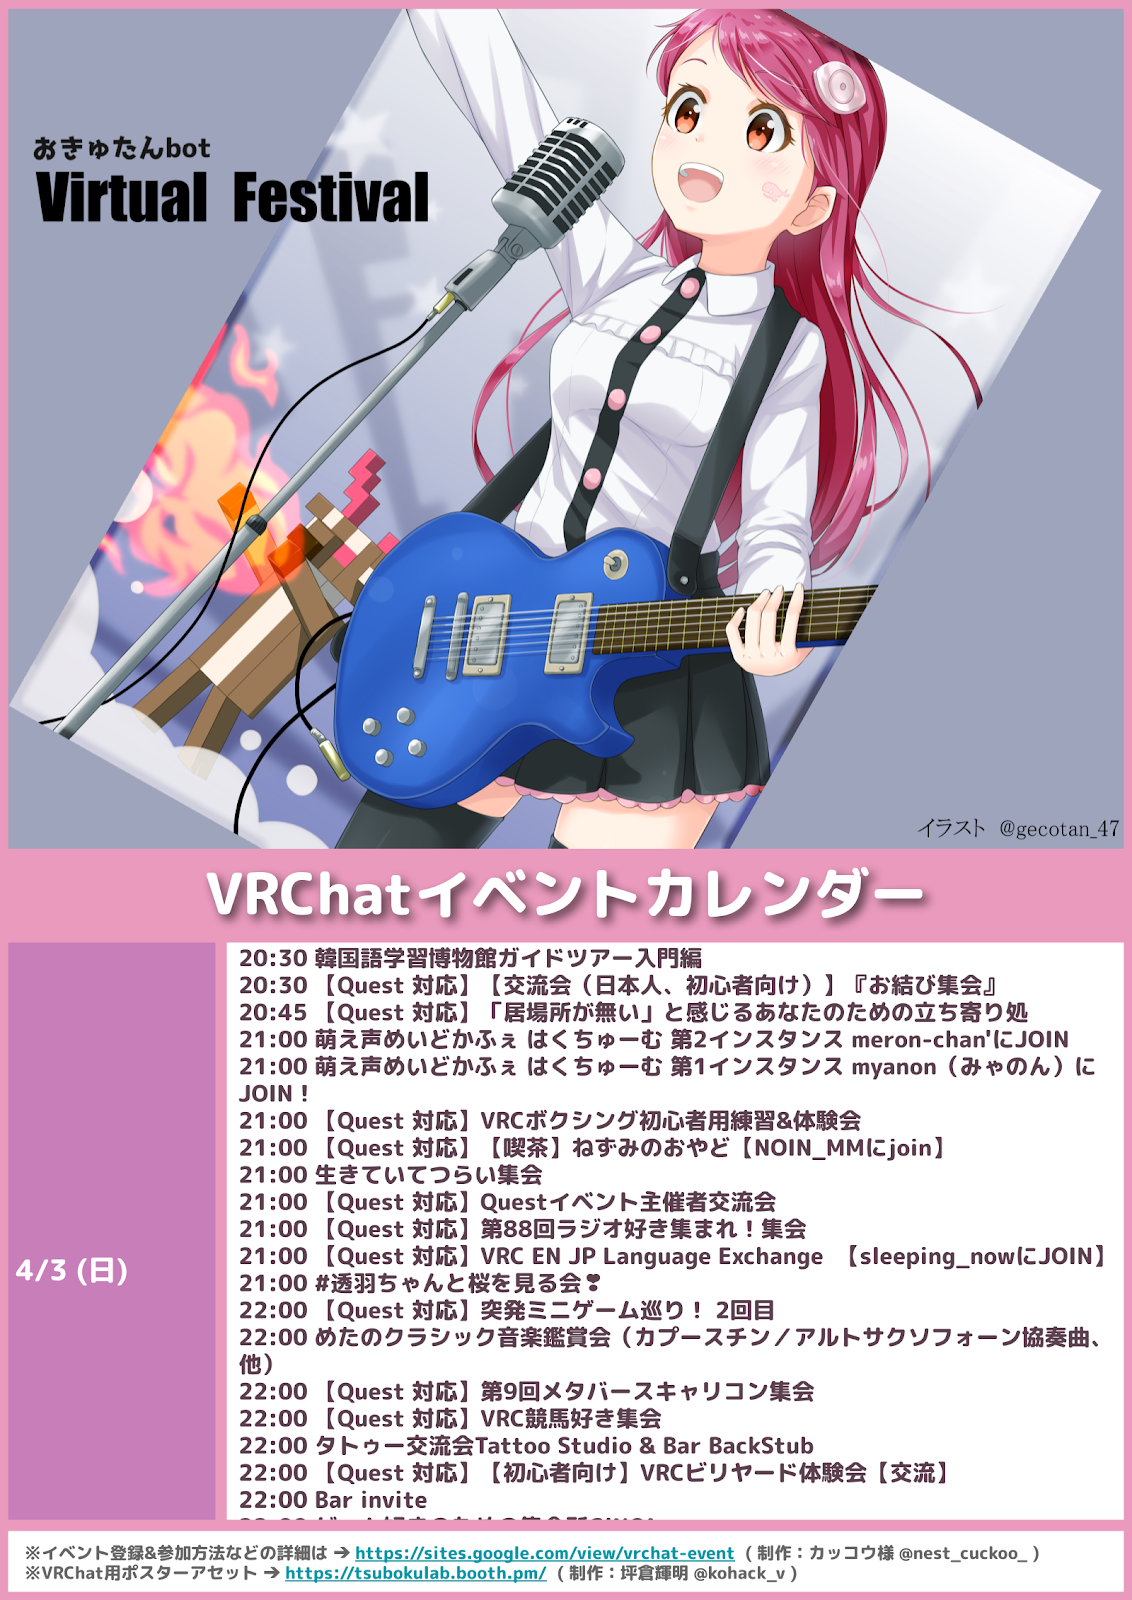 おきゅたんbot
Virtual Festival
イラスト @gecotan_47
VRChatイベントカレンダー
4/3 (日)
20:30 韓国語学習博物館ガイドツアー入門編
20:30 【Quest 対応】【交流会（日本人、初心者向け）】『お結び集会』
20:45 【Quest 対応】「居場所が無い」と感じるあなたのための立ち寄り処
21:00 萌え声めいどかふぇ はくちゅーむ 第2インスタンス meron-chan'にJOIN
21:00 萌え声めいどかふぇ はくちゅーむ 第1インスタンス myanon（みゃのん）に
JOIN！
21:00 【Quest 対応】VRCボクシング初心者用練習&体験会
21:00 【Quest 対応】【喫茶】ねずみのおやど【NOIN_MMにjoin】
21:00 生きていてつらい集会
21:00 【Quest 対応】Questイベント主催者交流会
21:00 【Quest 対応】第88回ラジオ好き集まれ！集会
21:00 【Quest 対応】VRC EN JP Language Exchange 【sleeping_nowにJOIN】
21:00 #透羽ちゃんと桜を見る会❣
22:00 【Quest 対応】突発ミニゲーム巡り！ 2回目
22:00 めたのクラシック音楽鑑賞会（カプースチン／アルトサクソフォーン協奏曲、
他）
22:00 【Quest 対応】第9回メタバースキャリコン集会
22:00 【Quest 対応】VRC競馬好き集会
22:00 タトゥー交流会Tattoo Studio & Bar BackStub
22:00 【Quest 対応】【初心者向け】VRCビリヤード体験会【交流】
22:00 Bar invite
※イベント登録&参加方法などの詳細は ➔ https://sites.google.com/view/vrchat-event ( 制作：カッコウ様 @nest_cuckoo_ )
※VRChat用ポスターアセット ➔ https://tsubokulab.booth.pm/ ( 制作：坪倉輝明 @kohack_v )